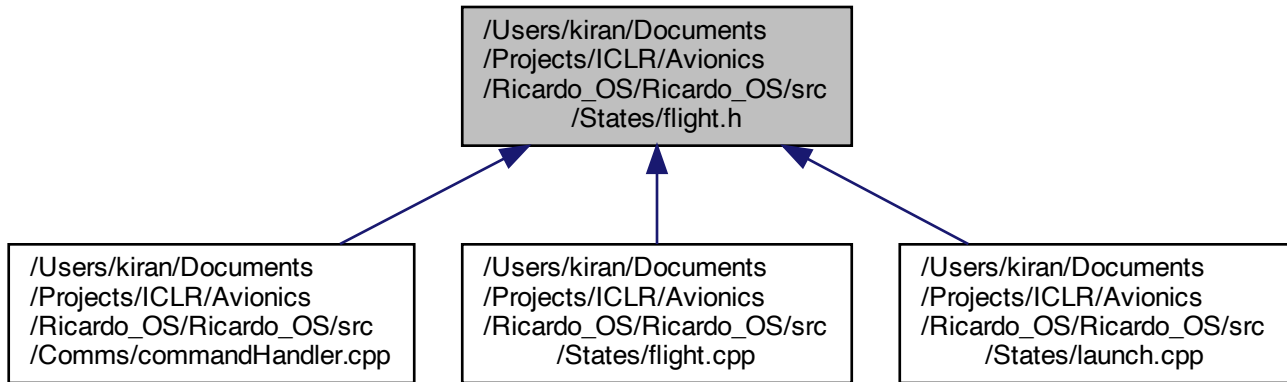 /Users/kiran/Documents
/Projects/ICLR/Avionics
/Ricardo_OS/Ricardo_OS/src
/States/flight.h
/Users/kiran/Documents
/Projects/ICLR/Avionics
/Ricardo_OS/Ricardo_OS/src
/Comms/commandHandler.cpp
/Users/kiran/Documents
/Projects/ICLR/Avionics
/Ricardo_OS/Ricardo_OS/src
/States/flight.cpp
/Users/kiran/Documents
/Projects/ICLR/Avionics
/Ricardo_OS/Ricardo_OS/src
/States/launch.cpp